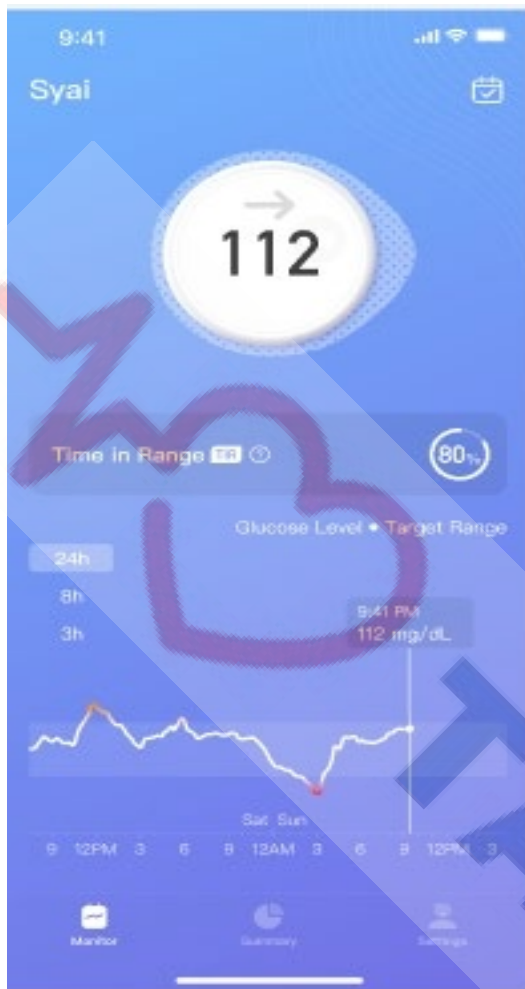 9:41
Syai
112
Time in Range TIR ?
80%
Glucose Level • Target Range
24h
8h
3h
9:41 PM
112 mg/dL
Sat Sun
9 12PM 3 6 9 12AM 3 6 9 12PM 3
Monitor
Summary
Settings